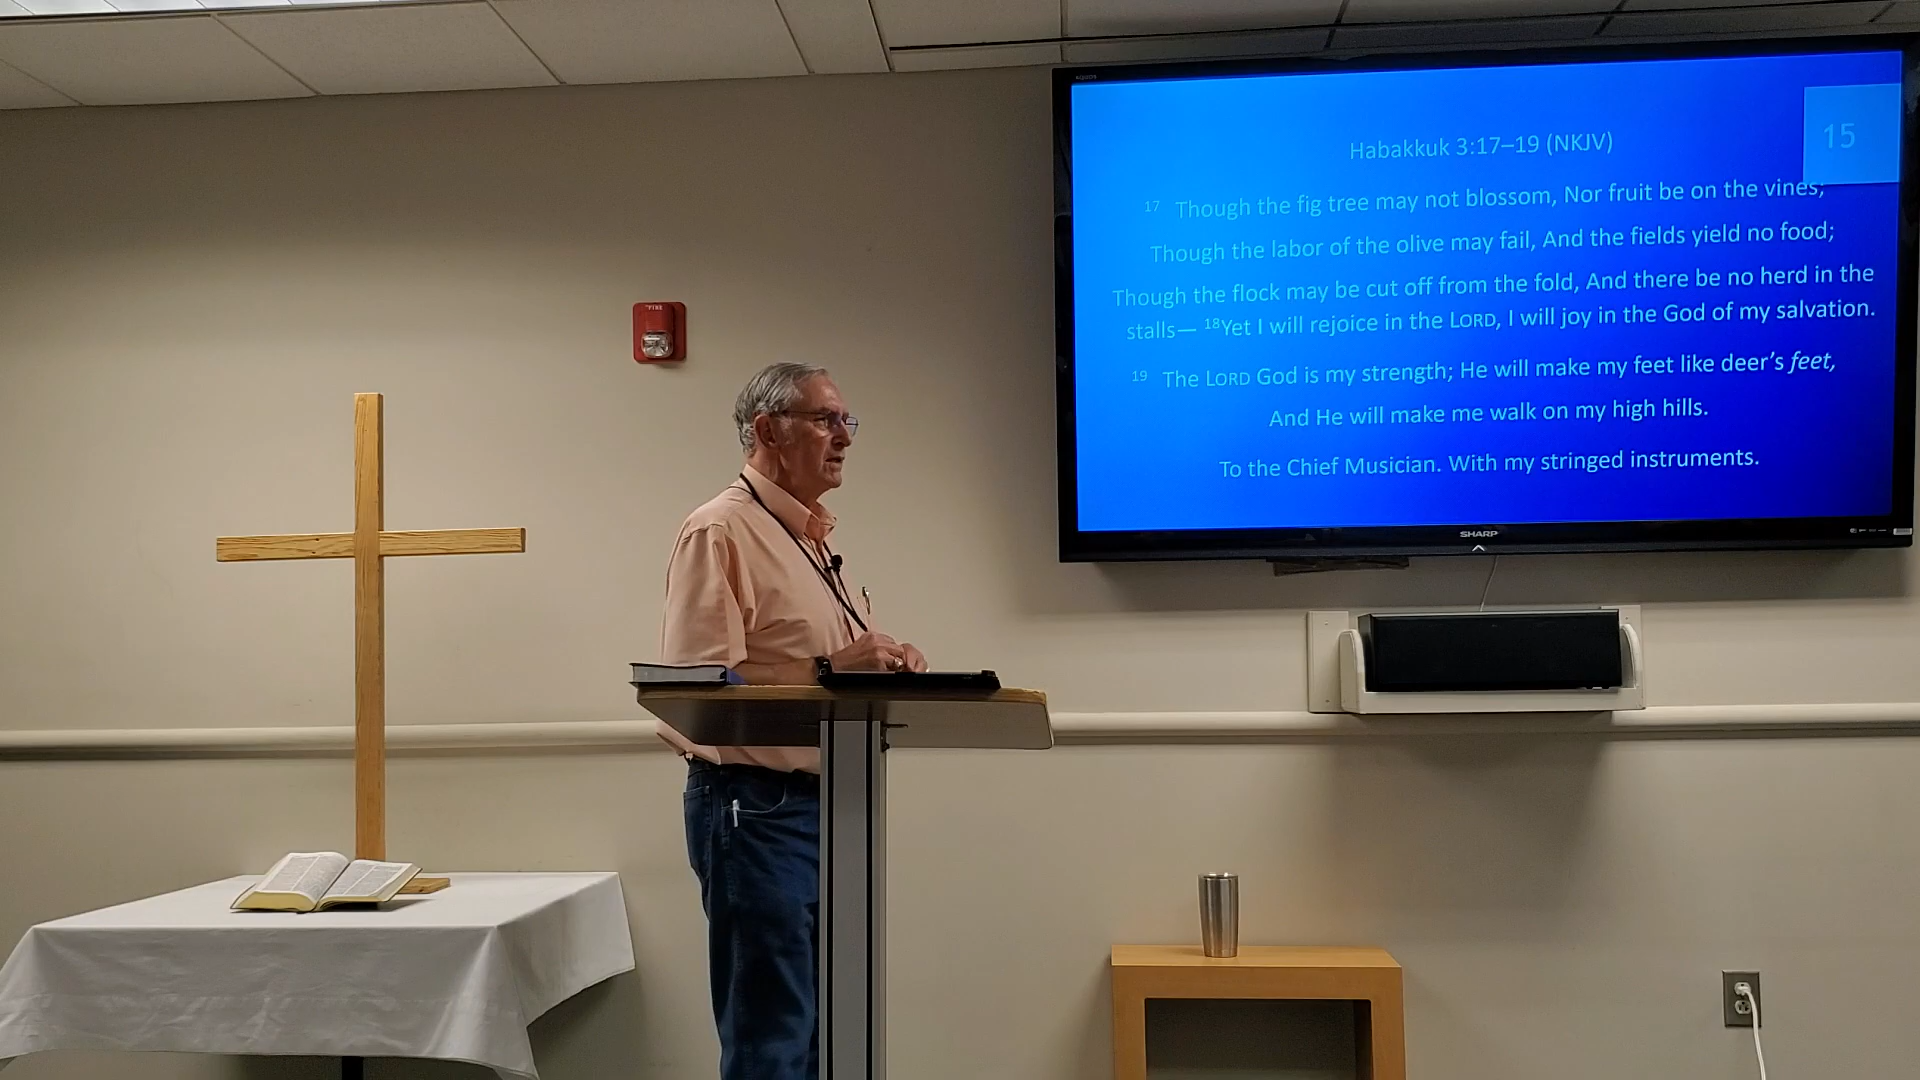 AQUOS
15
Habakkuk 3:17–19 (NKJV)
17 Though the fig tree may not blossom, Nor fruit be on the vines;
Though the labor of the olive may fail, And the fields yield no food;
Though the flock may be cut off from the fold, And there be no herd in the
stalls— 18Yet I will rejoice in the LORD, I will joy in the God of my salvation.
19 The LORD God is my strength; He will make my feet like deer’s feet,
And He will make me walk on my high hills.
To the Chief Musician. With my stringed instruments.
SHARP
FIRE